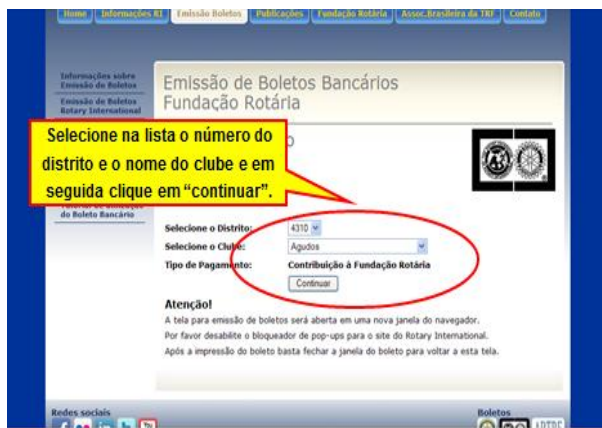 Home
Informações RI
Emissão Boletos
Publicações
Fundação Rotária
Assoc.Brasileira da TRF
Contato
Informações sobre
Emissão de Boletos
Emissão de Boletos
Rotary International
Emissão de Boletos Bancários
Fundação Rotária
Selecione na lista o número do
distrito e o nome do clube e em
seguida clique em “continuar”.
do Boleto Bancário
Selecione o Distrito: 4310
Selecione o Clube: Agudos
Tipo de Pagamento: Contribuição à Fundação Rotária
Continuar
Atenção!
A tela para emissão de boletos será aberta em uma nova janela do navegador.
Por favor desabilite o bloqueador de pop-ups para o site do Rotary International.
Após a impressão do boleto basta fechar a janela do boleto para voltar a esta tela.
Redes sociais
Boletos